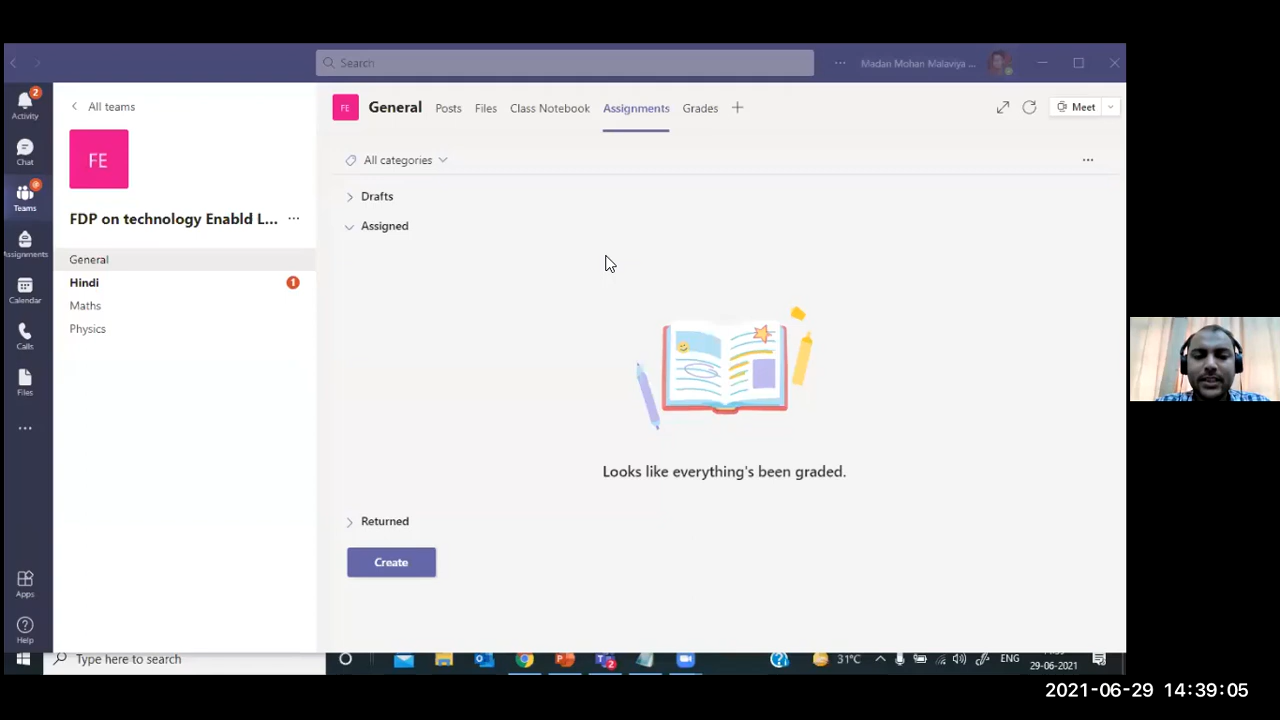 Search
Madan Mohan Malaviya ...
2
Activity
Chat
@
Teams
Assignments
Calendar
Calls
Files
Apps
Help
All teams
FE
FDP on technology Enabld L...
General
Hindi
1
Maths
Physics
FE
General
Posts
Files
Class Notebook
Assignments
Grades
Meet
All categories
Drafts
Assigned
Looks like everything's been graded.
Returned
Create
Type here to search
2
31°C
ENG
29-06-2021
2021-06-29 14:39:05